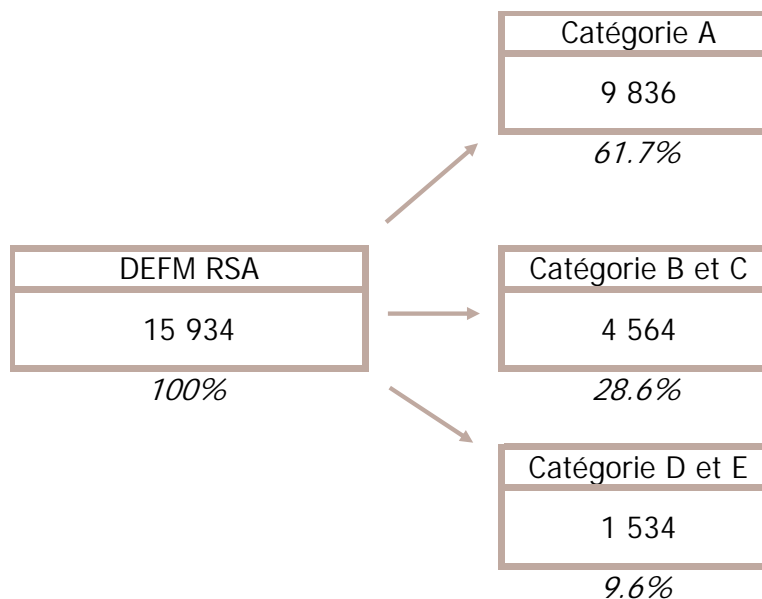 Catégorie A
9 836
61.7%
DEFM RSA
15 934
100%
Catégorie B et C
4 564
28.6%
Catégorie D et E
1 534
9.6%